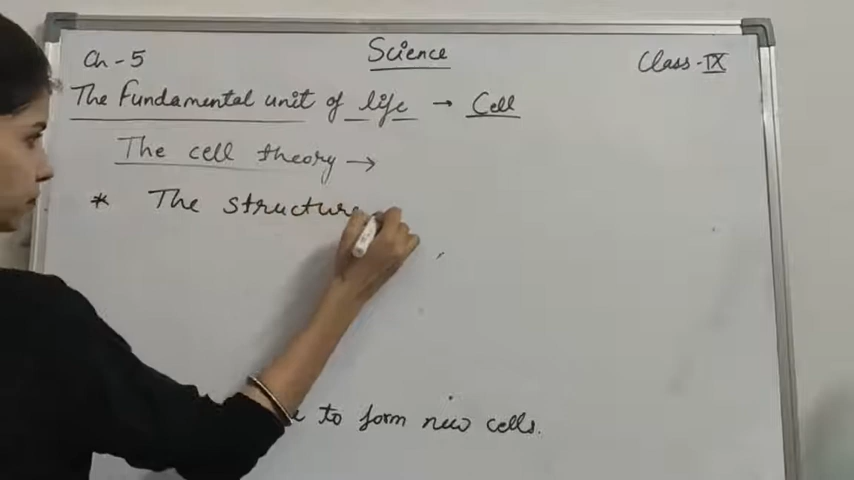 Ch - 5 Science Class - IX
The Fundamental unit of life → Cell
The cell theory →
* The structure
to form new cells.